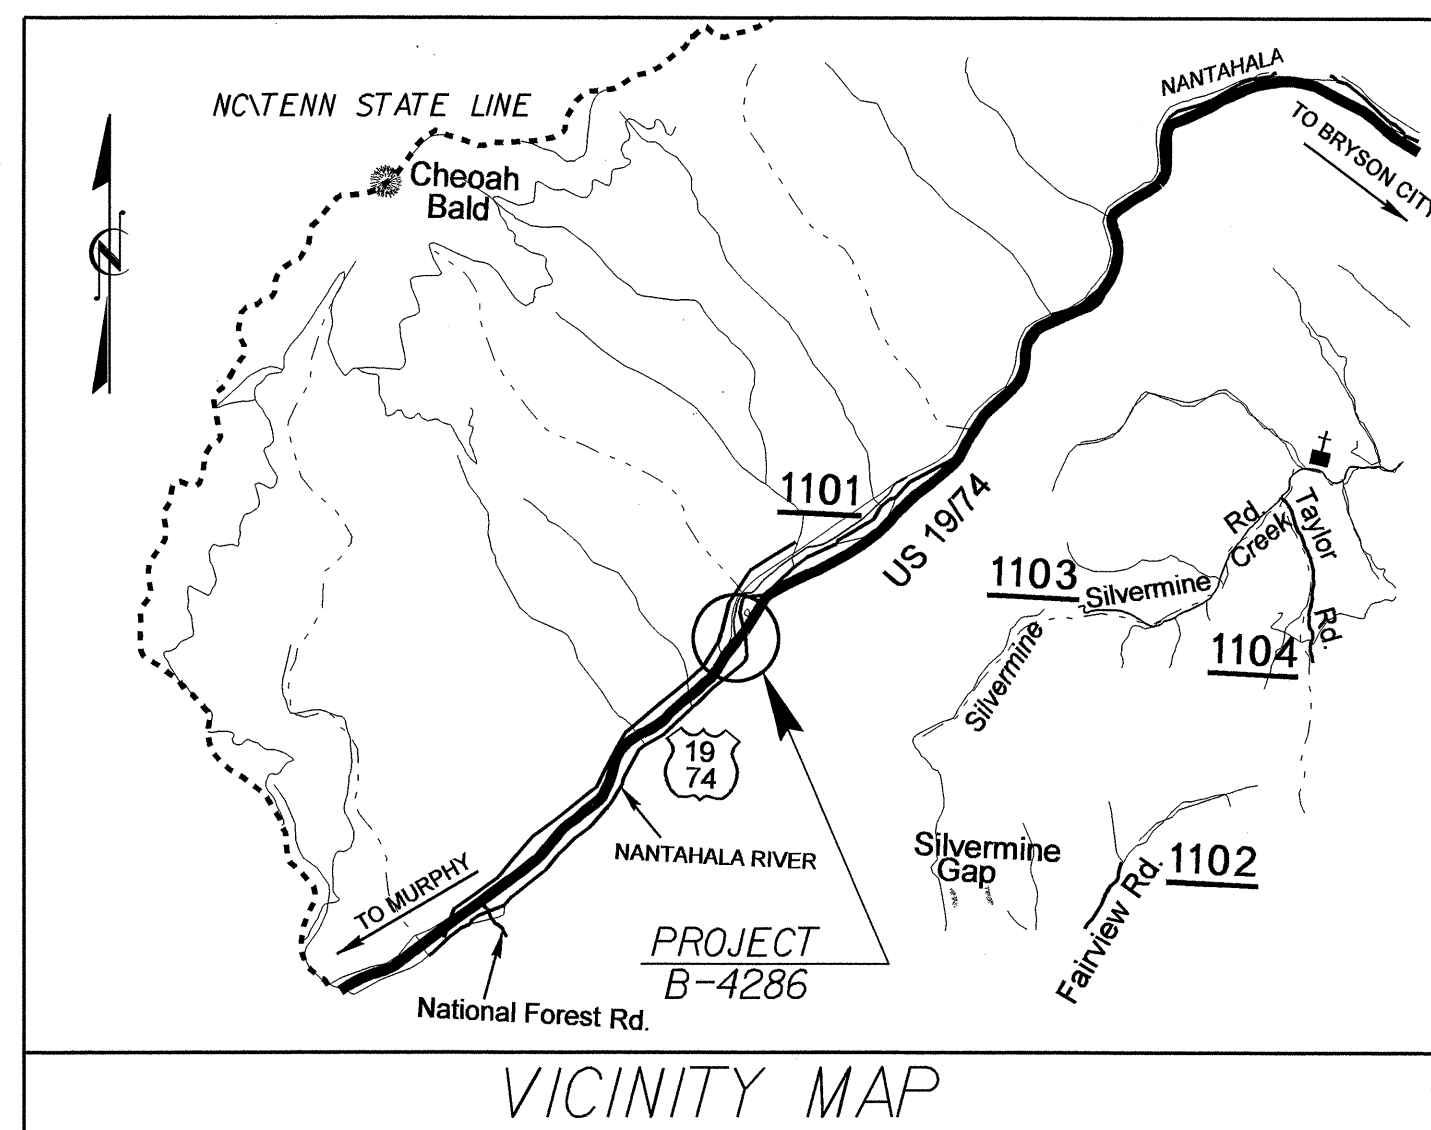 NANTAHALA
NC\TENN STATE LINE
TO BRYSON CITY
Cheoah
Bald
N
1101
US 19/74
Rd.
Creek
Taylor
1103
Silvermine
Rd.
1104
Silvermine
19
74
NANTAHALA RIVER
Silvermine
Gap
1102
TO MURPHY
Fairview Rd.
PROJECT
B-4286
National Forest Rd.
VICINITY MAP